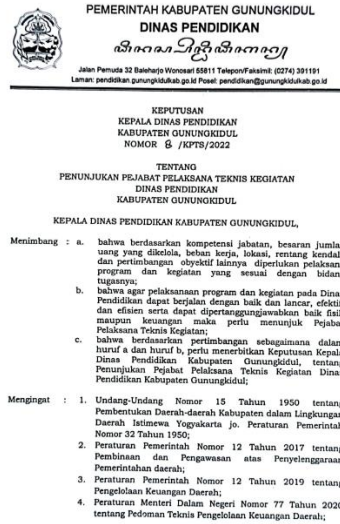 PEMERINTAH KABUPATEN GUNUNGKIDUL
DINAS PENDIDIKAN
Jalan Pemuda 32 Baleharjo Wonosari 55811 Telepon/Faksimil: (0274) 391191
Laman: pendidikan.gunungkidulkab.go.id Posel: pendidikan@gunungkidulkab.go.id
KEPUTUSAN
KEPALA DINAS PENDIDIKAN
KABUPATEN GUNUNGKIDUL
NOMOR 8 /KPTS/2022
TENTANG
PENUNJUKAN PEJABAT PELAKSANA TEKNIS KEGIATAN
DINAS PENDIDIKAN
KABUPATEN GUNUNGKIDUL
KEPALA DINAS PENDIDIKAN KABUPATEN GUNUNGKIDUL,
Menimbang : a. bahwa berdasarkan kompetensi jabatan, besaran jumla
uang yang dikelola, beban kerja, lokasi, rentang kendal
dan pertimbangan obyektif lainnya diperlukan pelaksan
program dan kegiatan yang sesuai dengan bidan
tugasnya;
b. bahwa agar pelaksanaan program dan kegiatan pada Dina
Pendidikan dapat berjalan dengan baik dan lancar, efekti
dan efisien serta dapat dipertanggungjawabkan baik fisi
maupun keuangan maka perlu menunjuk Pejaba
Pelaksana Teknis Kegiatan;
c. bahwa berdasarkan pertimbangan sebagaimana dalan
huruf a dan huruf b, perlu menerbitkan Keputusan Kepal
Dinas Pendidikan Kabupaten Gunungkidul, tentang
Penunjukan Pejabat Pelaksana Teknis Kegiatan Dina
Pendidikan Kabupaten Gunungkidul;
Mengingat : 1. Undang-Undang Nomor 15 Tahun 1950 tentang
Pembentukan Daerah-daerah Kabupaten dalam Lingkungan
Daerah Istimewa Yogyakarta jo. Peraturan Pemerintah
Nomor 32 Tahun 1950;
2. Peraturan Pemerintah Nomor 12 Tahun 2017 tentang
Pembinaan dan Pengawasan atas Penyelenggaraan
Pemerintahan daerah;
3. Peraturan Pemerintah Nomor 12 Tahun 2019 tentang
Pengelolaan Keuangan Daerah;
4. Peraturan Menteri Dalam Negeri Nomor 77 Tahun 2020
tentang Pedoman Teknis Pengelolaan Keuangan Daerah;